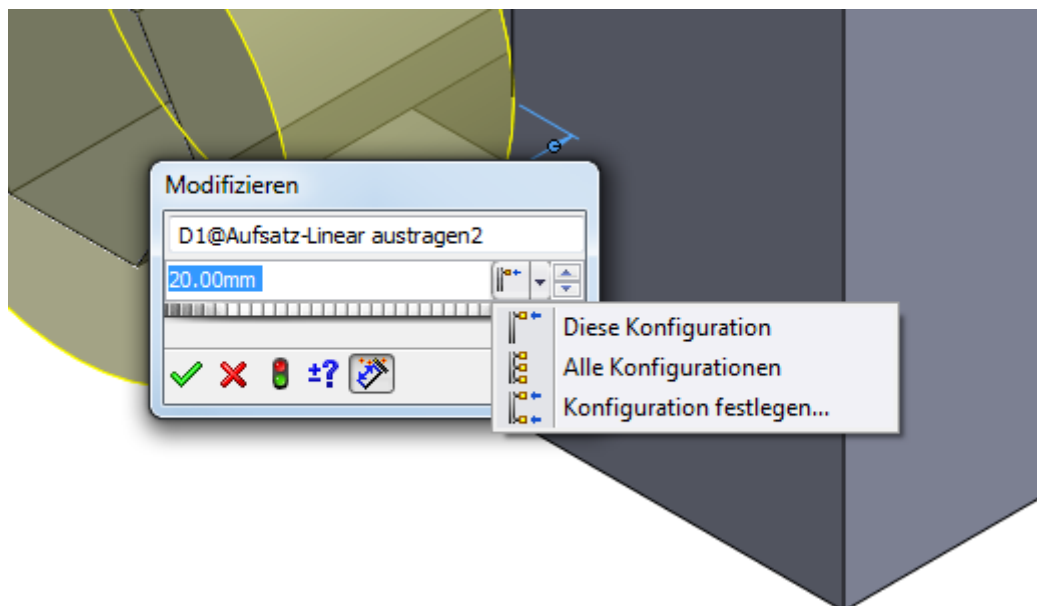 Modifizieren
D1@Aufsatz-Linear austragen2
20.00mm
Diese Konfiguration
Alle Konfigurationen
Konfiguration festlegen...
±?